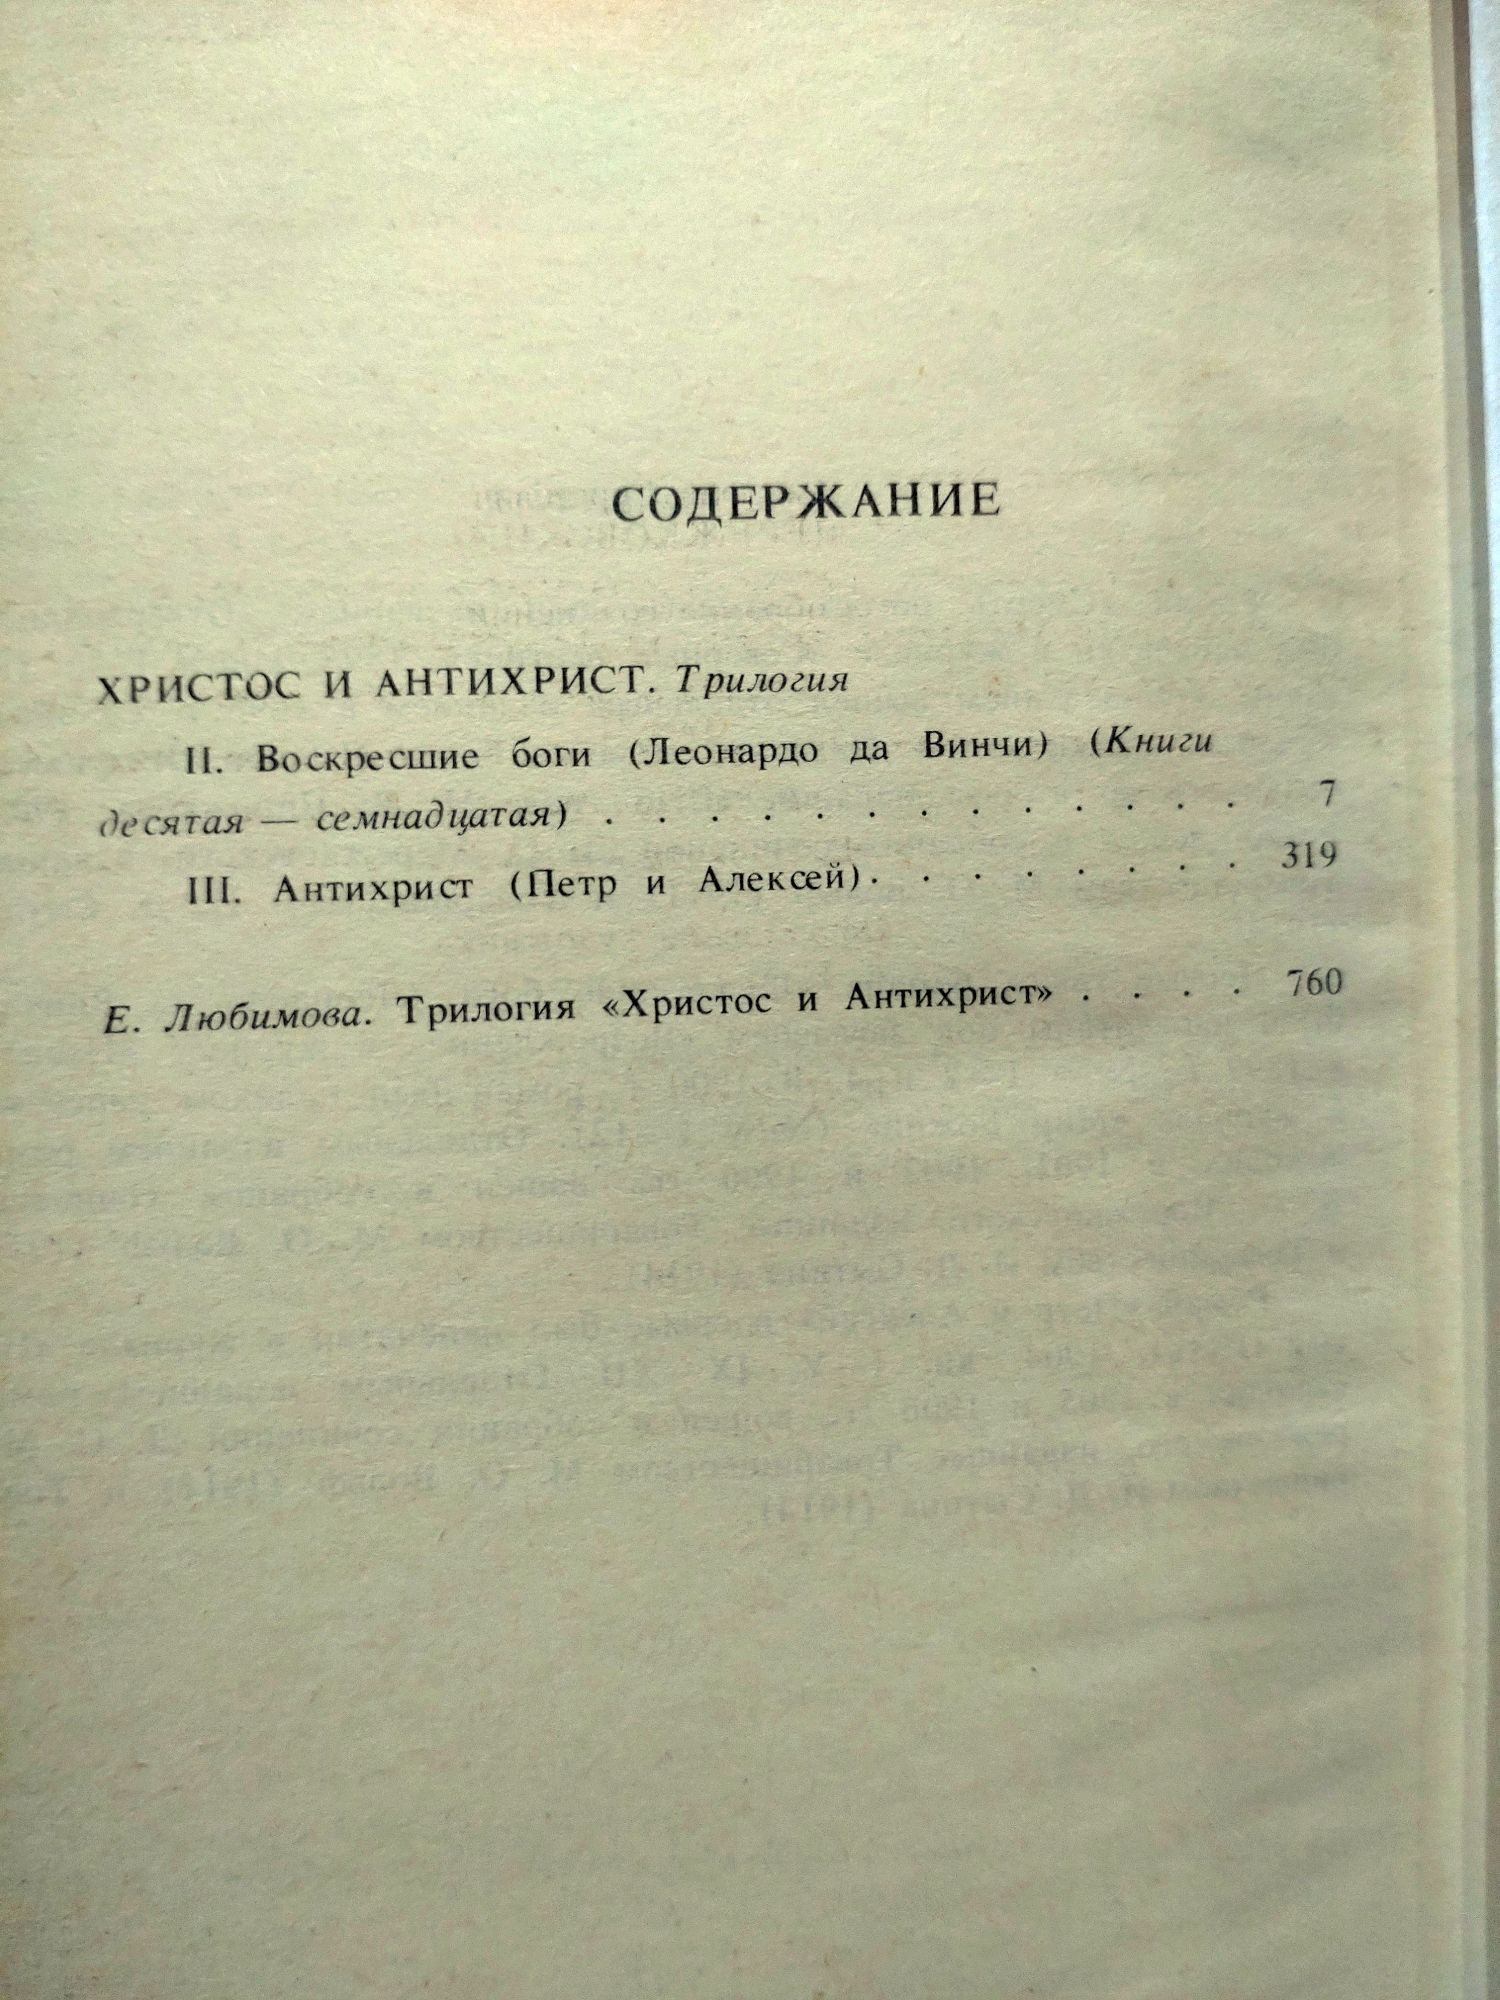 СОДЕРЖАНИЕ
ХРИСТОС И АНТИХРИСТ. Трилогия
II. Воскресшие боги (Леонардо да Винчи) (Книги
десятая — семнадцатая) . . . . . . . . . . . . . 7
III. Антихрист (Петр и Алексей). . . . . . . . 319
Е. Любимова. Трилогия «Христос и Антихрист» . . . . 760